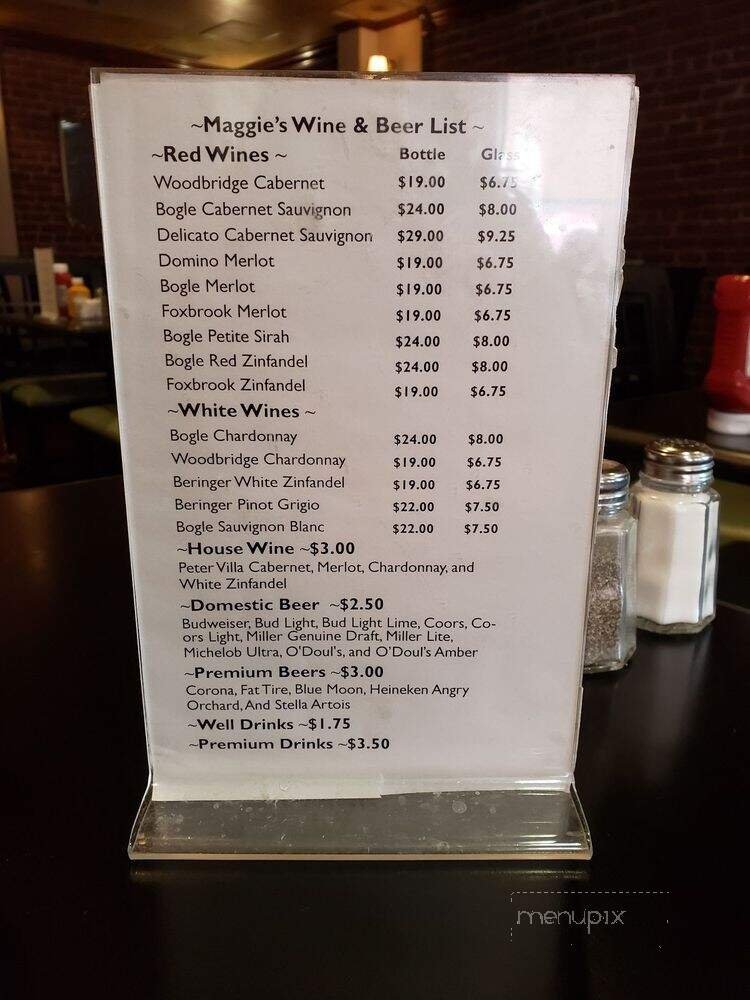 ~Maggie's Wine & Beer List ~
~Red Wines ~ Bottle Glass
Woodbridge Cabernet $19.00 $6.75
Bogle Cabernet Sauvignon $24.00 $8.00
Delicato Cabernet Sauvignon $29.00 $9.25
Domino Merlot $19.00 $6.75
Bogle Merlot $19.00 $6.75
Foxbrook Merlot $19.00 $6.75
Bogle Petite Sirah $24.00 $8.00
Bogle Red Zinfandel $24.00 $8.00
Foxbrook Zinfandel $19.00 $6.75
~White Wines ~
Bogle Chardonnay $24.00 $8.00
Woodbridge Chardonnay $19.00 $6.75
Beringer White Zinfandel $19.00 $6.75
Beringer Pinot Grigio $22.00 $7.50
Bogle Sauvignon Blanc $22.00 $7.50
~House Wine ~$3.00
Peter Villa Cabernet, Merlot, Chardonnay, and
White Zinfandel
~Domestic Beer ~$2.50
Budweiser, Bud Light, Bud Light Lime, Coors, Co-
ors Light, Miller Genuine Draft, Miller Lite,
Michelob Ultra, O'Doul's, and O'Doul's Amber
~Premium Beers ~$3.00
Corona, Fat Tire, Blue Moon, Heineken Angry
Orchard, And Stella Artois
~Well Drinks ~$1.75
~Premium Drinks ~$3.50
menupix